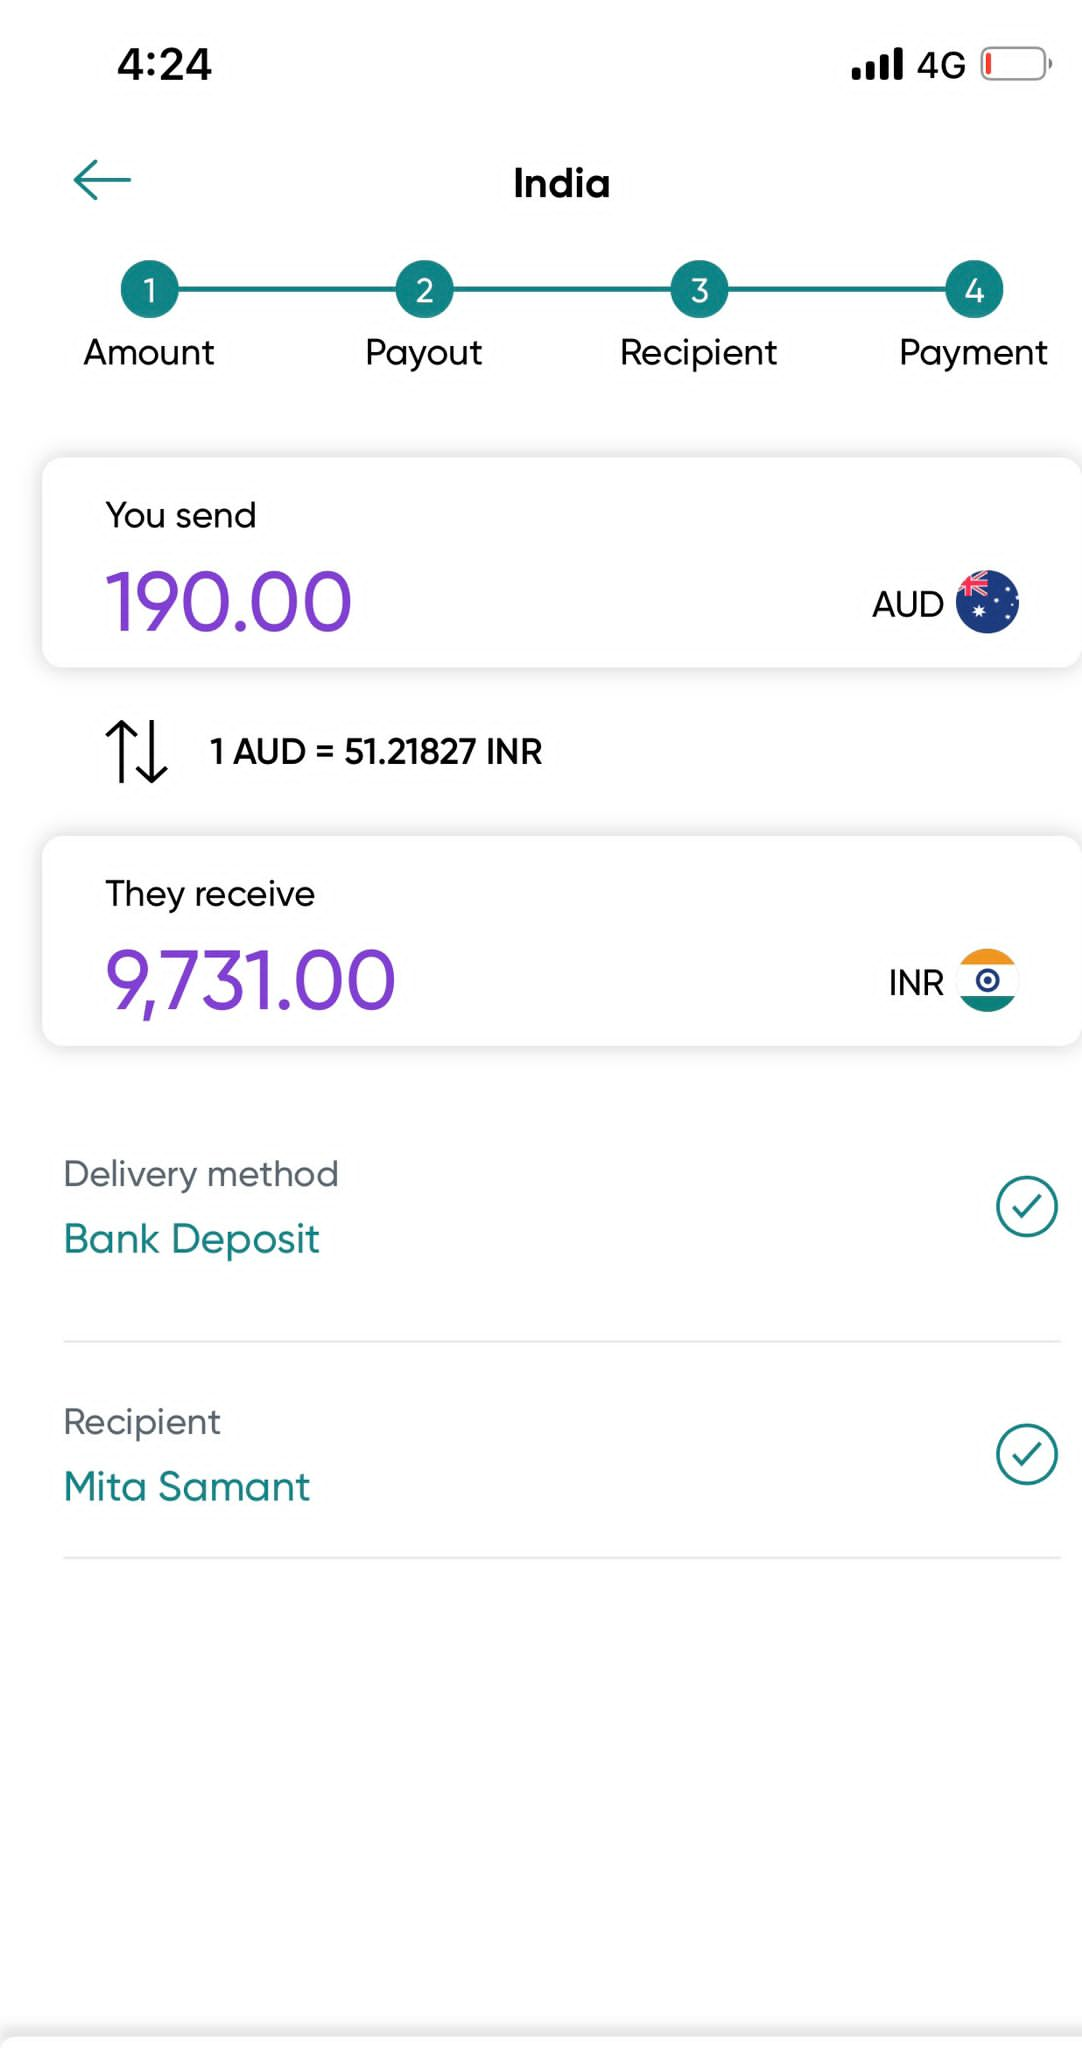 4:24
4G
India
1
2
3
4
Amount
Payout
Recipient
Payment
You send
190.00
AUD
1 AUD = 51.21827 INR
They receive
9,731.00
INR
Delivery method
Bank Deposit
Recipient
Mita Samant